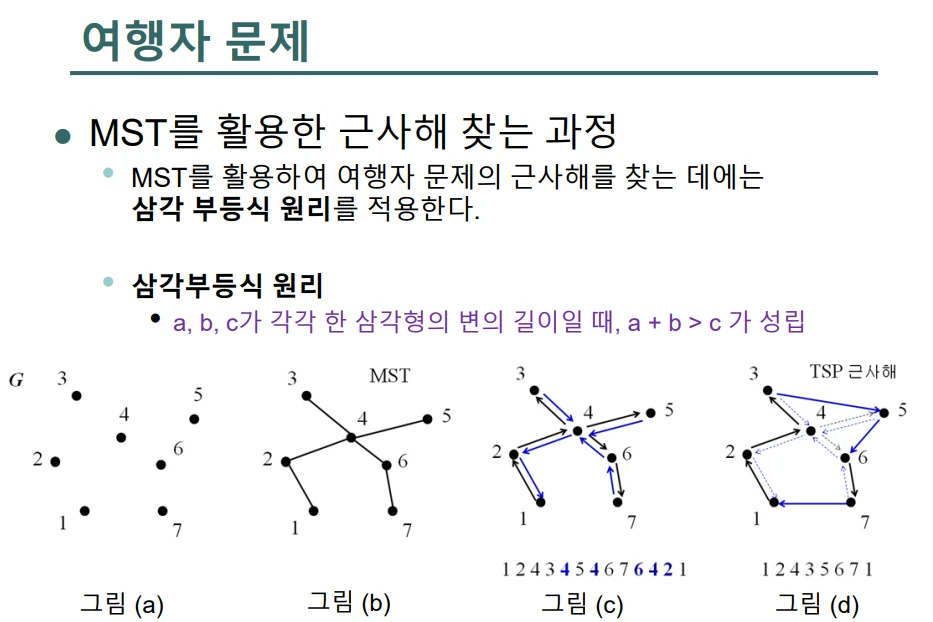 여행자 문제
MST를 활용한 근사해 찾는 과정
MST를 활용하여 여행자 문제의 근사해를 찾는 데에는
삼각 부등식 원리를 적용한다.
삼각부등식 원리
a, b, c가 각각 한 삼각형의 변의 길이일 때, a + b > c 가 성립
G
3
5
4
2
6
1
7
MST
3
4
5
2
6
1
7
3
4
5
2
6
1
7
1 2 4 3 4 5 4 6 7 6 4 2 1
TSP 근사해
3
4
5
2
6
1
7
1 2 4 3 5 6 7 1
그림 (a)
그림 (b)
그림 (c)
그림 (d)